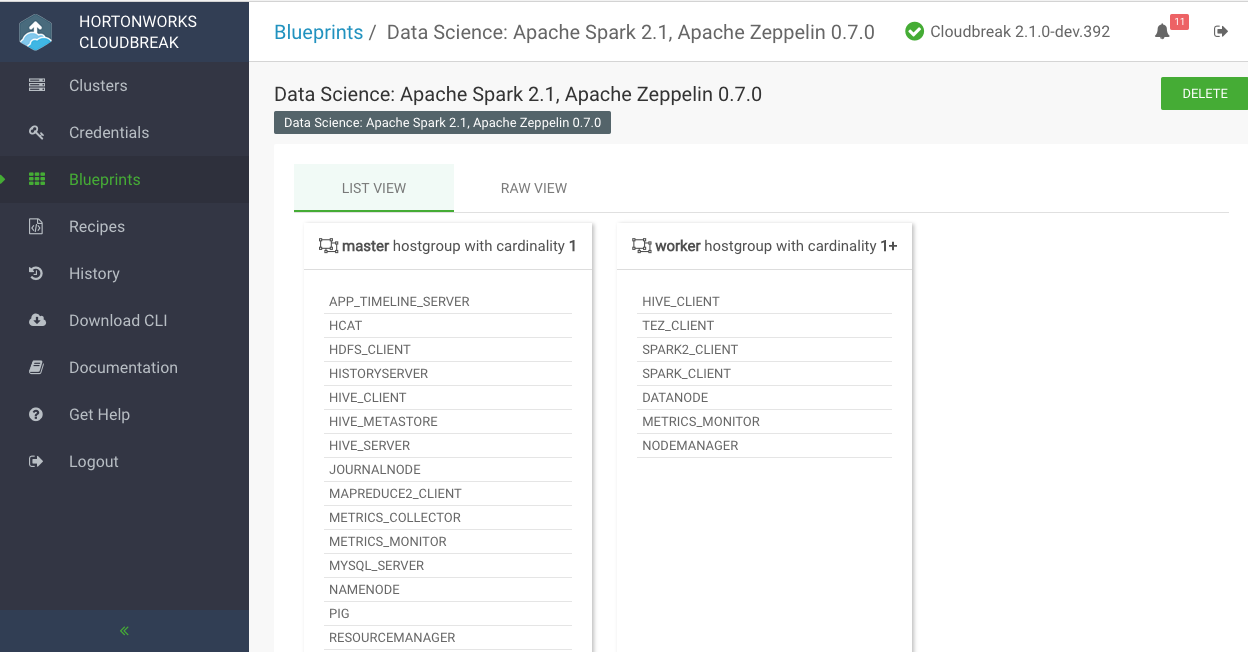 HORTONWORKS
CLOUDBREAK
Clusters
Credentials
Blueprints
Recipes
History
Download CLI
Documentation
Get Help
Logout
Blueprints / Data Science: Apache Spark 2.1, Apache Zeppelin 0.7.0
Cloudbreak 2.1.0-dev.392
11
Data Science: Apache Spark 2.1, Apache Zeppelin 0.7.0
DELETE
Data Science: Apache Spark 2.1, Apache Zeppelin 0.7.0
LIST VIEW
RAW VIEW
master hostgroup with cardinality 1
APP_TIMELINE_SERVER
HCAT
HDFS_CLIENT
HISTORYSERVER
HIVE_CLIENT
HIVE_METASTORE
HIVE_SERVER
JOURNALNODE
MAPREDUCE2_CLIENT
METRICS_COLLECTOR
METRICS_MONITOR
MYSQL_SERVER
NAMENODE
PIG
RESOURCEMANAGER
worker hostgroup with cardinality 1+
HIVE_CLIENT
TEZ_CLIENT
SPARK2_CLIENT
SPARK_CLIENT
DATANODE
METRICS_MONITOR
NODEMANAGER